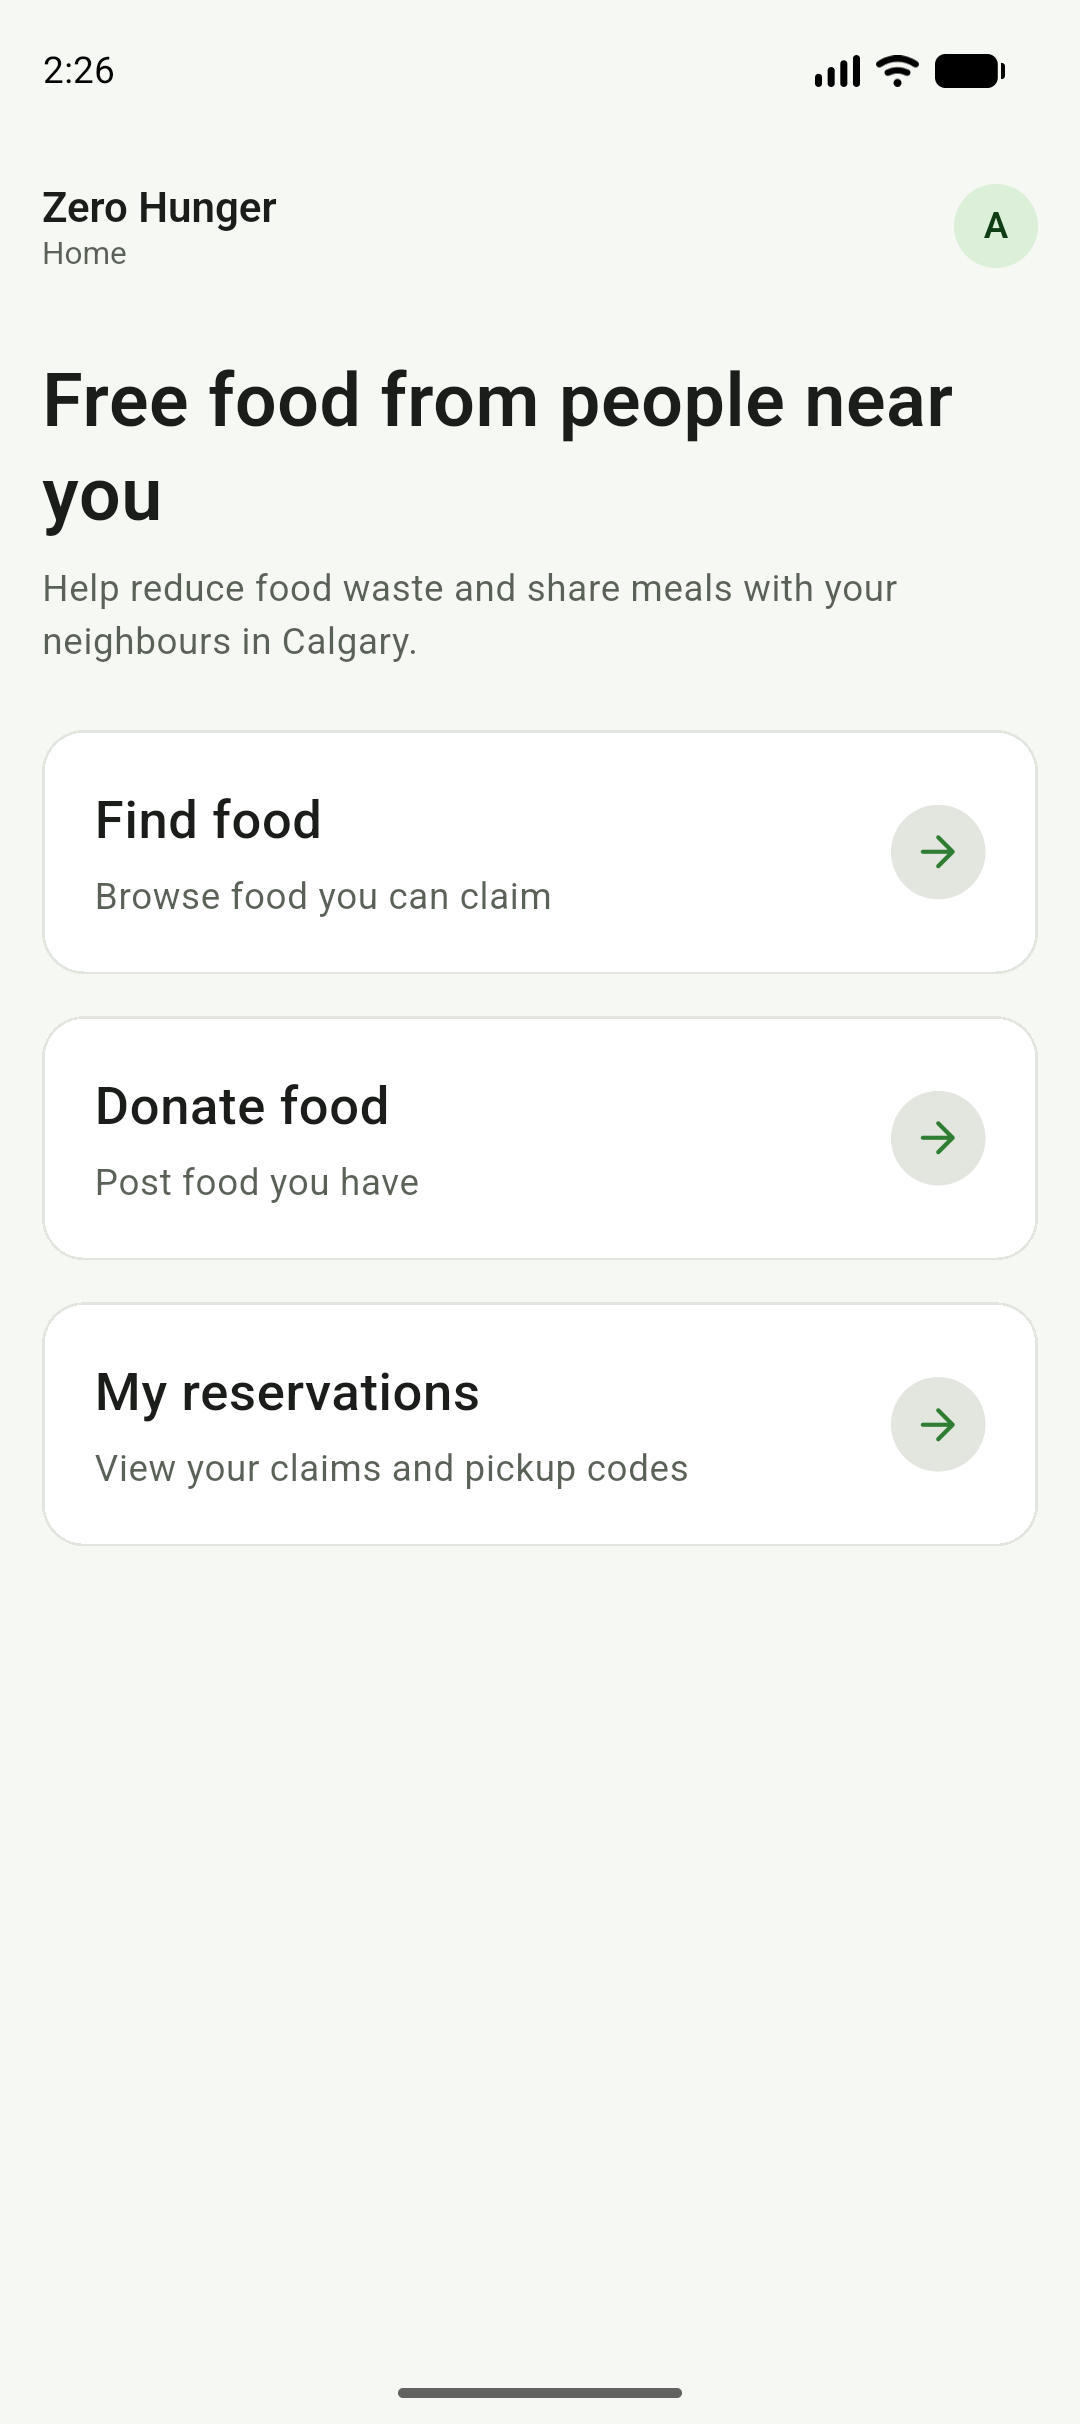 2:26
Zero Hunger
A
Home
Free food from people near
you
Help reduce food waste and share meals with your
neighbours in Calgary.
Find food
Browse food you can claim
Donate food
Post food you have
My reservations
View your claims and pickup codes